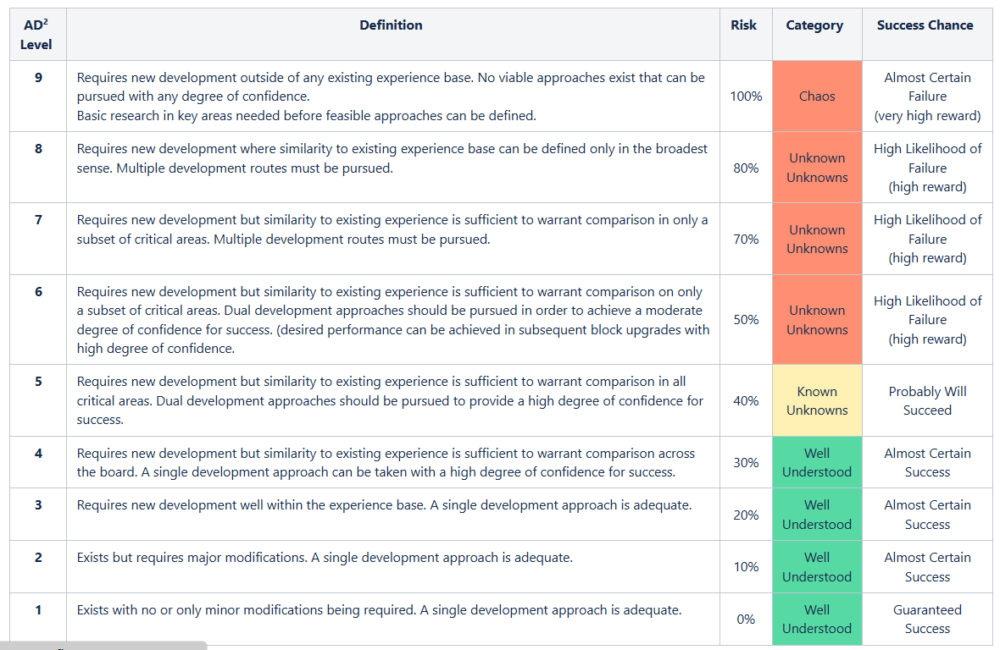 AD² Level
Definition
Risk
Category
Success Chance
9
Requires new development outside of any existing experience base. No viable approaches exist that can be
pursued with any degree of confidence.
Basic research in key areas needed before feasible approaches can be defined.
100%
Chaos
Almost Certain
Failure
(very high reward)
8
Requires new development where similarity to existing experience base can be defined only in the broadest
sense. Multiple development routes must be pursued.
80%
Unknown
Unknowns
High Likelihood of
Failure
(high reward)
7
Requires new development but similarity to existing experience is sufficient to warrant comparison in only a
subset of critical areas. Multiple development routes must be pursued.
70%
Unknown
Unknowns
High Likelihood of
Failure
(high reward)
6
Requires new development but similarity to existing experience is sufficient to warrant comparison on only
a subset of critical areas. Dual development approaches should be pursued in order to achieve a moderate
degree of confidence for success. (desired performance can be achieved in subsequent block upgrades with
high degree of confidence.
50%
Unknown
Unknowns
High Likelihood of
Failure
(high reward)
5
Requires new development but similarity to existing experience is sufficient to warrant comparison in all
critical areas. Dual development approaches should be pursued to provide a high degree of confidence for
success.
40%
Known
Unknowns
Probably Will
Succeed
4
Requires new development but similarity to existing experience is sufficient to warrant comparison across
the board. A single development approach can be taken with a high degree of confidence for success.
30%
Well
Understood
Almost Certain
Success
3
Requires new development well within the experience base. A single development approach is adequate.
20%
Well
Understood
Almost Certain
Success
2
Exists but requires major modifications. A single development approach is adequate.
10%
Well
Understood
Almost Certain
Success
1
Exists with no or only minor modifications being required. A single development approach is adequate.
0%
Well
Understood
Guaranteed
Success